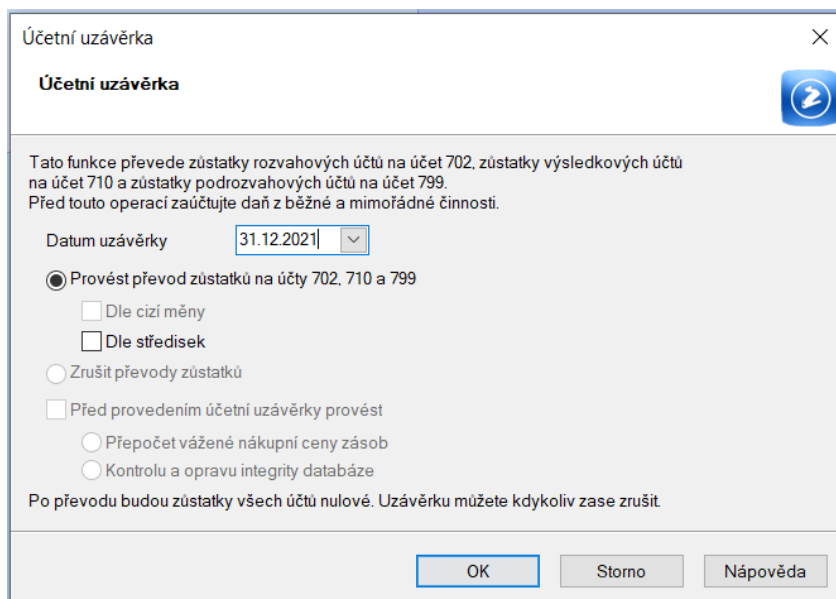 Účetní uzávěrka
Účetní uzávěrka
Tato funkce převede zůstatky rozvahových účtů na účet 702, zůstatky výsledkových účtů
na účet 710 a zůstatky podrozvahových účtů na účet 799.
Před touto operací zaúčtujte daň z běžné a mimořádné činnosti.
Datum uzávěrky 31.12.2021
Provést převod zůstatků na účty 702, 710 a 799
Dle cizí měny
Dle středisek
Zrušit převody zůstatků
Před provedením účetní uzávěrky provést
Přepočet vážené nákupní ceny zásob
Kontrolu a opravu integrity databáze
Po převodu budou zůstatky všech účtů nulové. Uzávěrku můžete kdykoliv zase zrušit.
OK Storno Nápověda